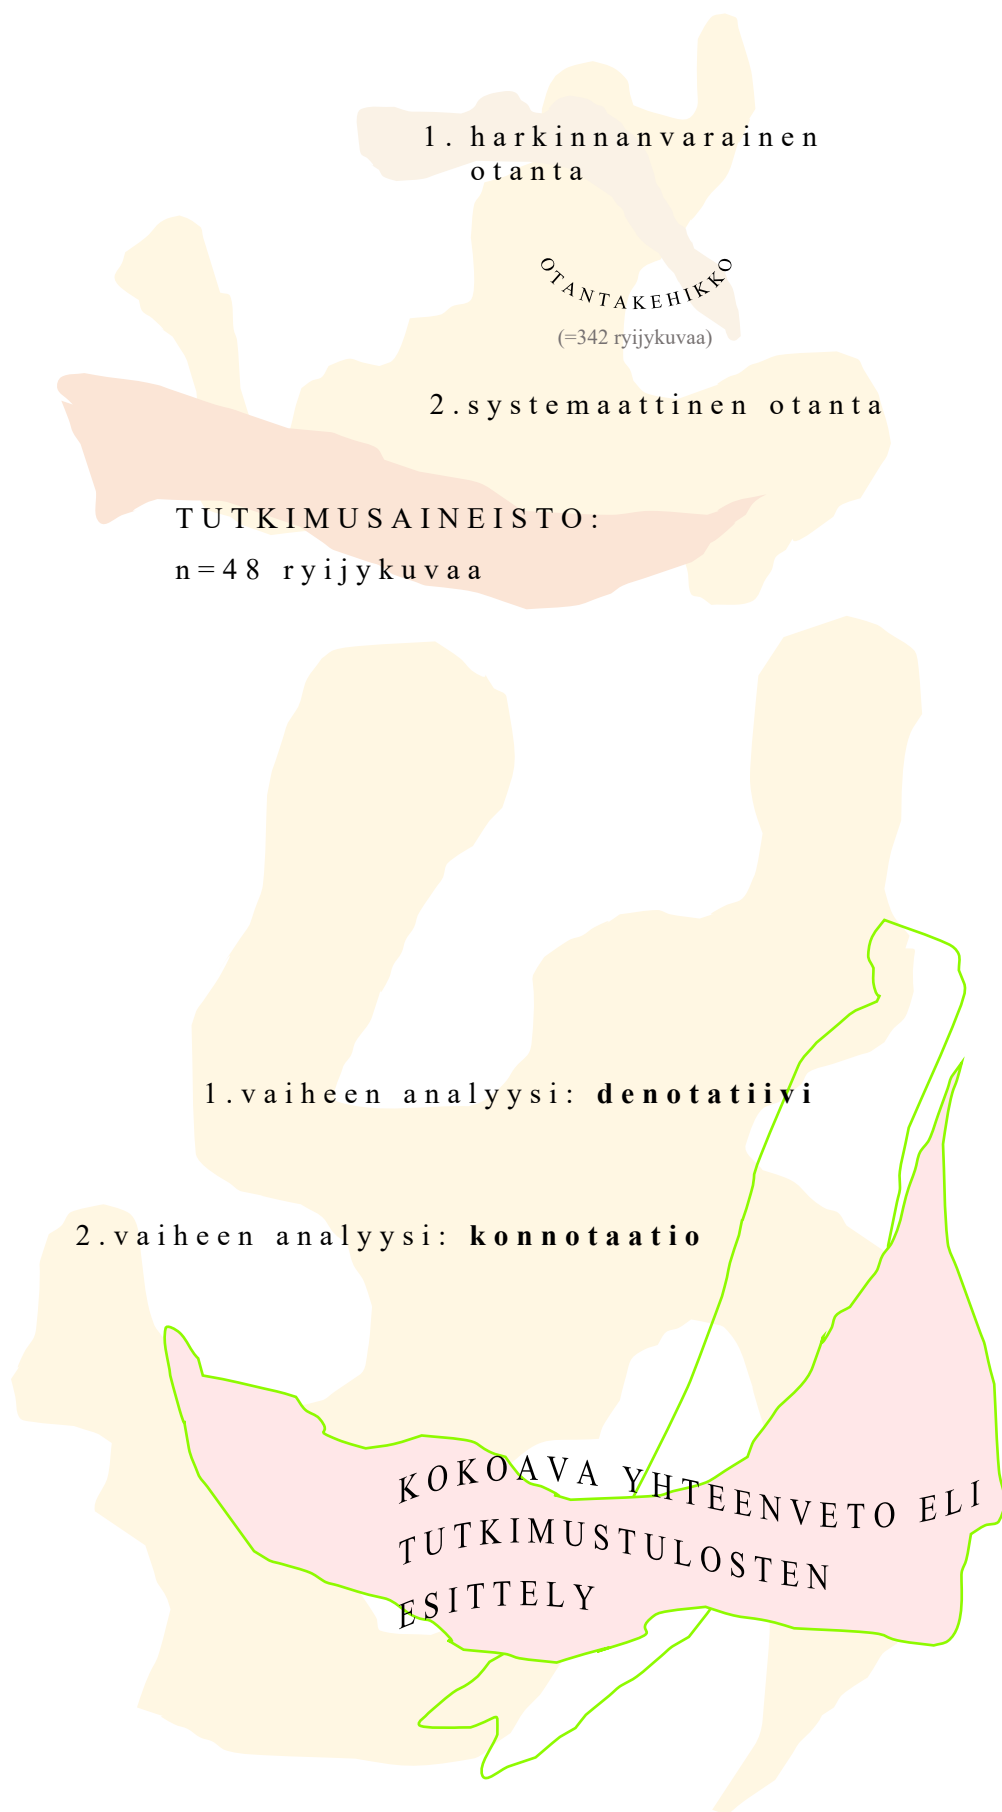 1. harkinnanvarainen
otanta
OTANTAKEHIKKO
(=342 ryijykuvaa)
2.systemaattinen otanta
TUTKIMUSAINEISTO:
n=48 ryijykuvaa
1.vaiheen analyysi: denotatiivi
2.vaiheen analyysi: konnotaatio
KOKOAVA YHTEENVETO ELI
TUTKIMUSTULOSTEN
ESITTELY